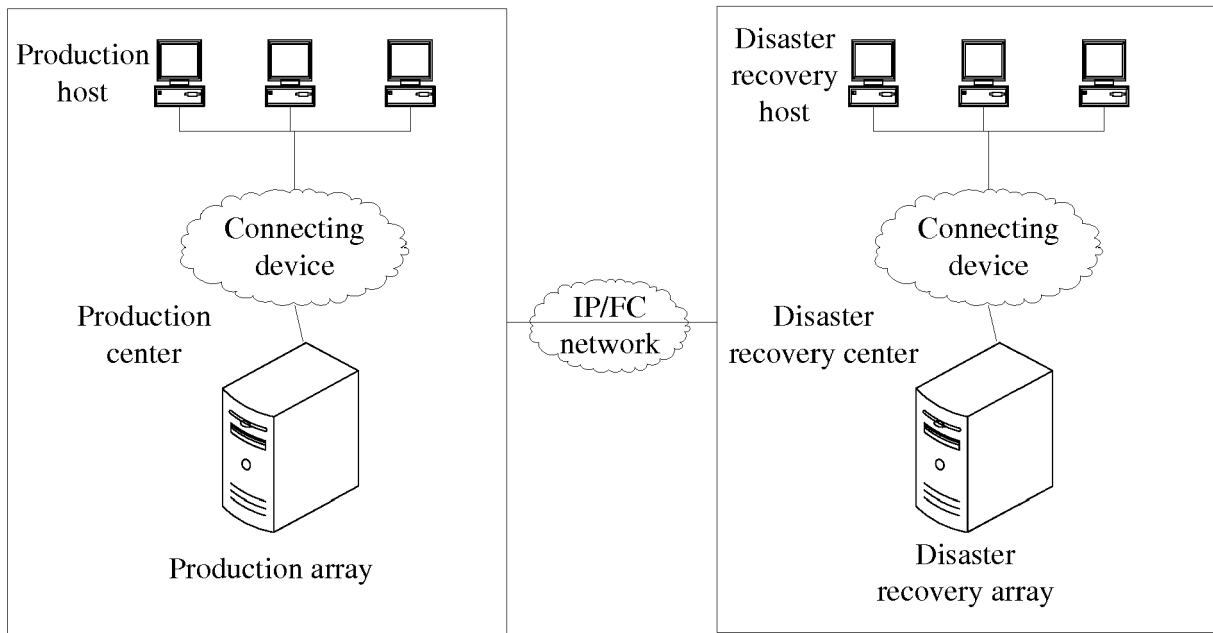 Production
host
Connecting
device
Production
center
Production array
IP/FC
network
Disaster
recovery
host
Connecting
device
Disaster
recovery center
Disaster
recovery array